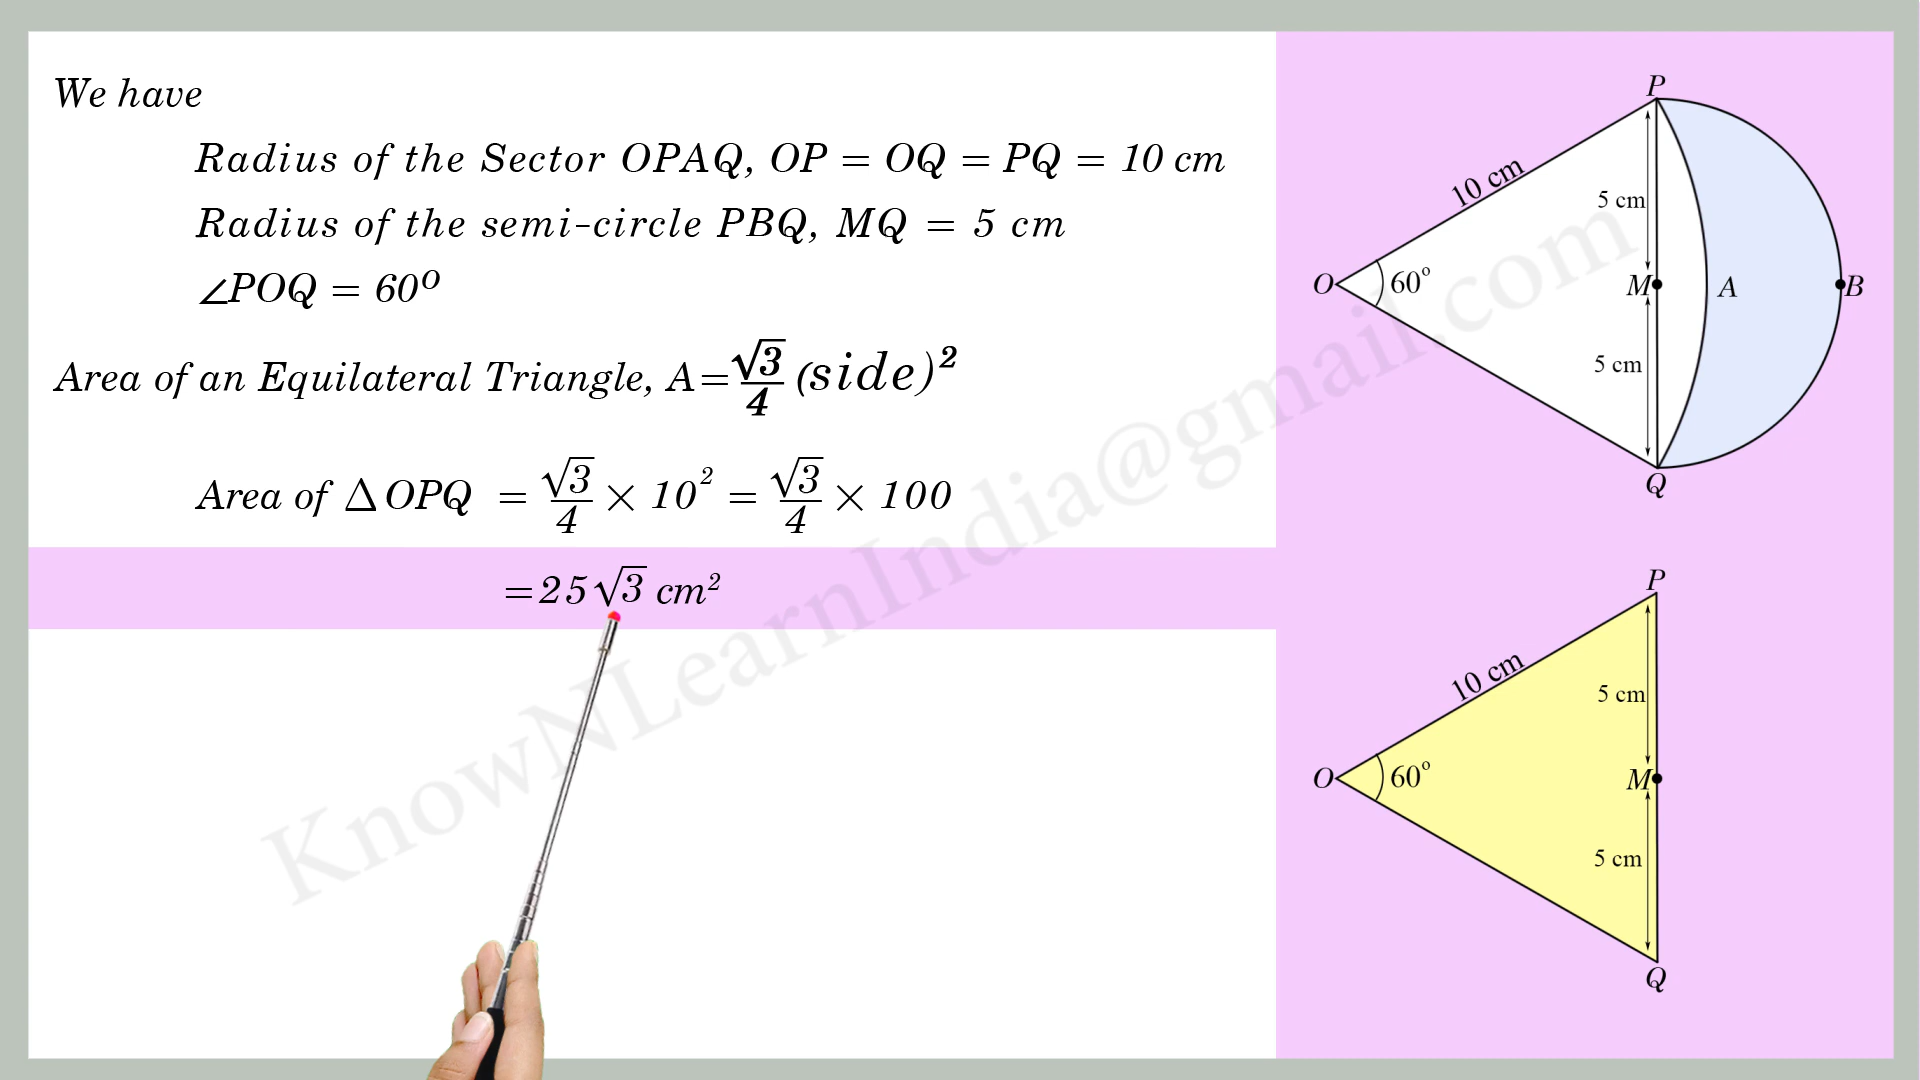 We have
Radius of the Sector OPAQ, OP = OQ = PQ = 10 cm
Radius of the semi-circle PBQ, MQ = 5 cm
∠POQ = 60°
Area of an Equilateral Triangle, A=√3/4 (side)²
Area of △ OPQ = √3/4 × 10² = √3/4 × 100
=25√3 cm²
P
10 cm
5 cm
O
60°
M
A
B
5 cm
Q
P
10 cm
5 cm
O
60°
M
5 cm
Q
KnowNLearnIndia@gmail.com